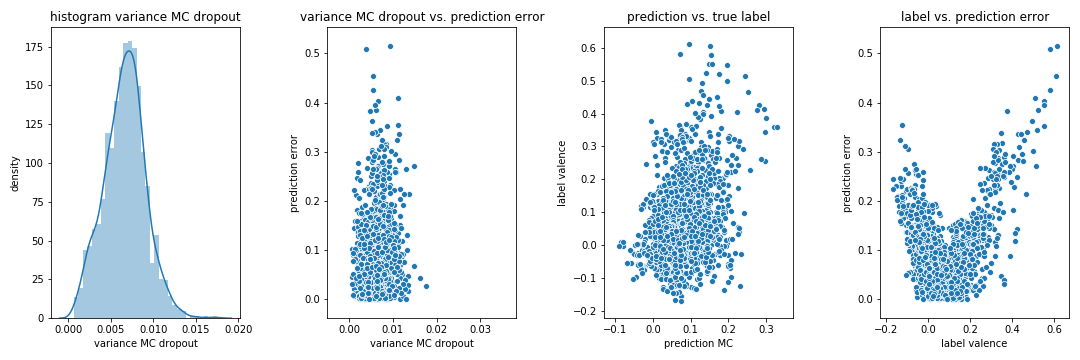 histogram variance MC dropout
density
175
150
125
100
75
50
25
0
0.000 0.005 0.010 0.015 0.020
variance MC dropout
variance MC dropout vs. prediction error
prediction error
0.5
0.4
0.3
0.2
0.1
0.0
0.00 0.01 0.02 0.03
variance MC dropout
prediction vs. true label
label valence
0.6
0.5
0.4
0.3
0.2
0.1
0.0
−0.1
−0.2
−0.1 0.0 0.1 0.2 0.3
prediction MC
label vs. prediction error
prediction error
0.5
0.4
0.3
0.2
0.1
0.0
−0.2 0.0 0.2 0.4 0.6
label valence